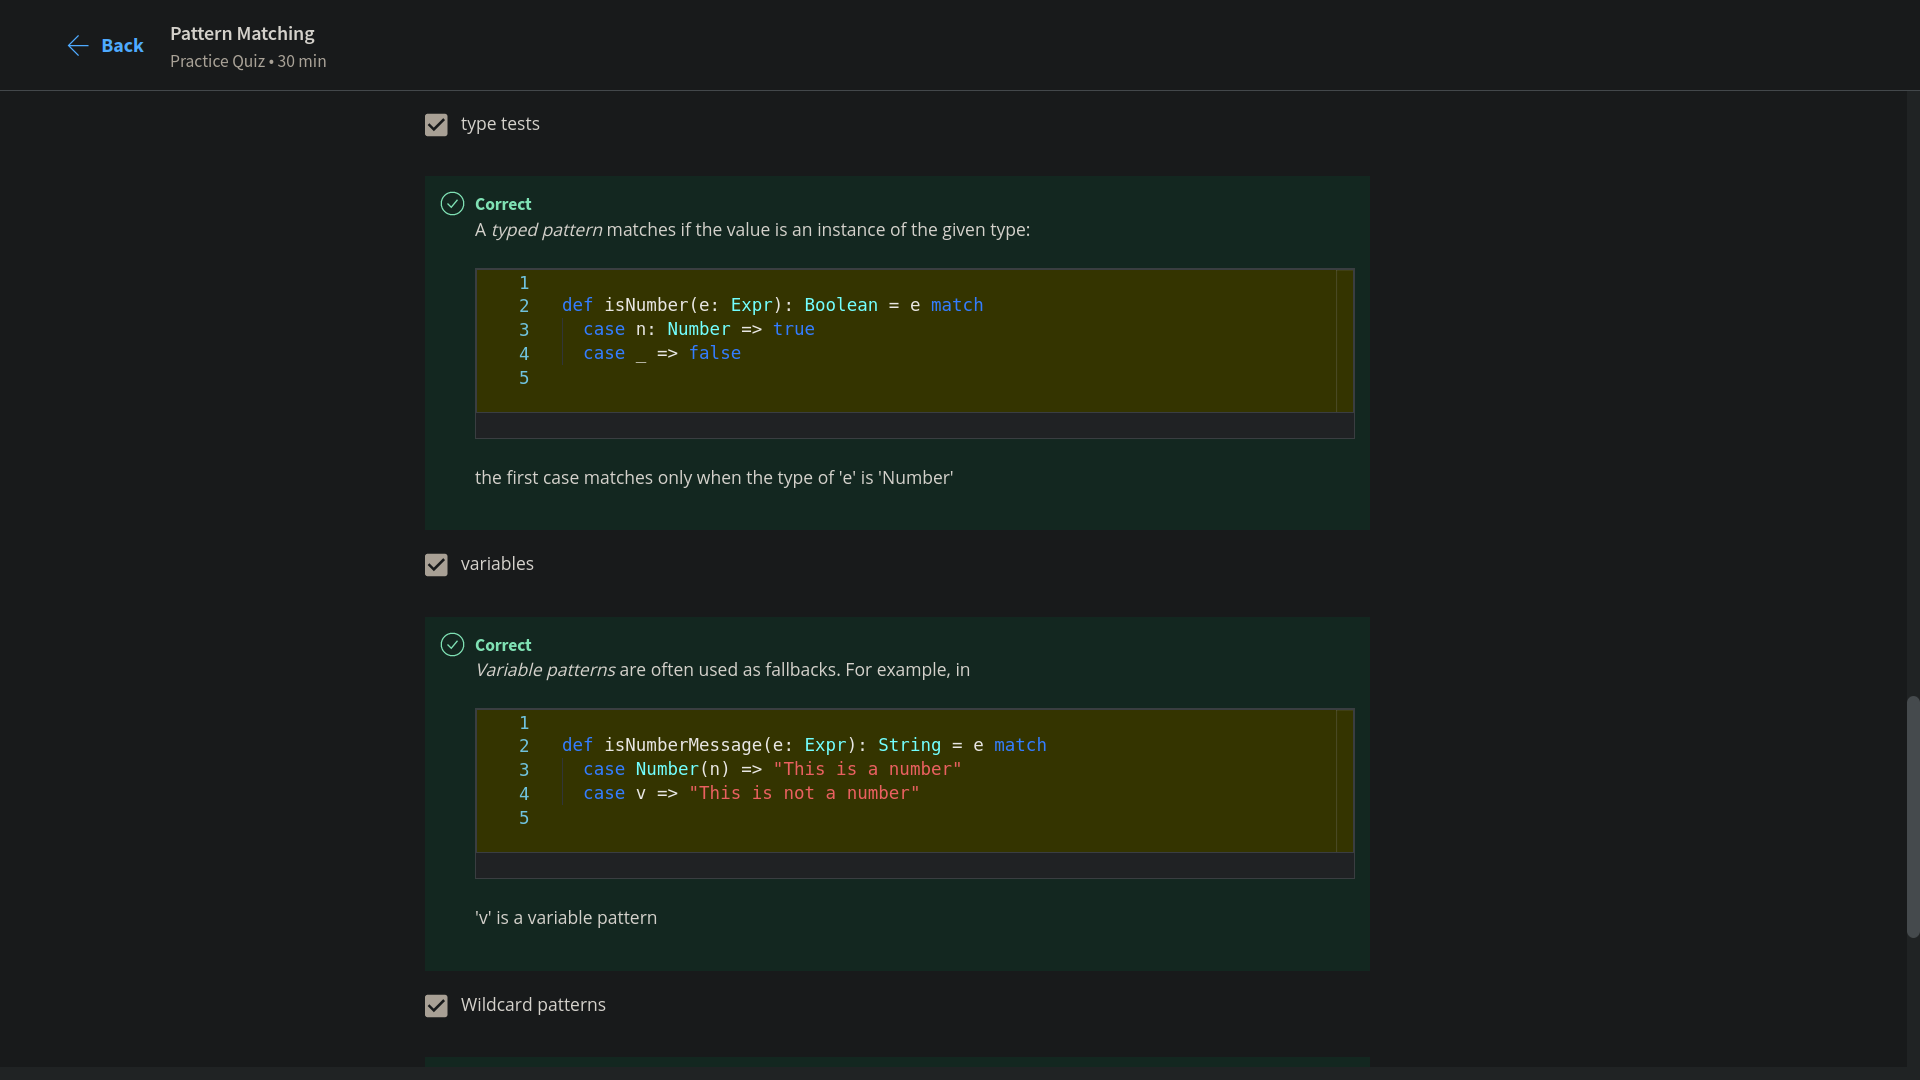 Back
Pattern Matching
Practice Quiz • 30 min
type tests
Correct
A typed pattern matches if the value is an instance of the given type:
1
2 def isNumber(e: Expr): Boolean = e match
3 case n: Number => true
4 case _ => false
5
the first case matches only when the type of 'e' is 'Number'
variables
Correct
Variable patterns are often used as fallbacks. For example, in
1
2 def isNumberMessage(e: Expr): String = e match
3 case Number(n) => "This is a number"
4 case v => "This is not a number"
5
'v' is a variable pattern
Wildcard patterns